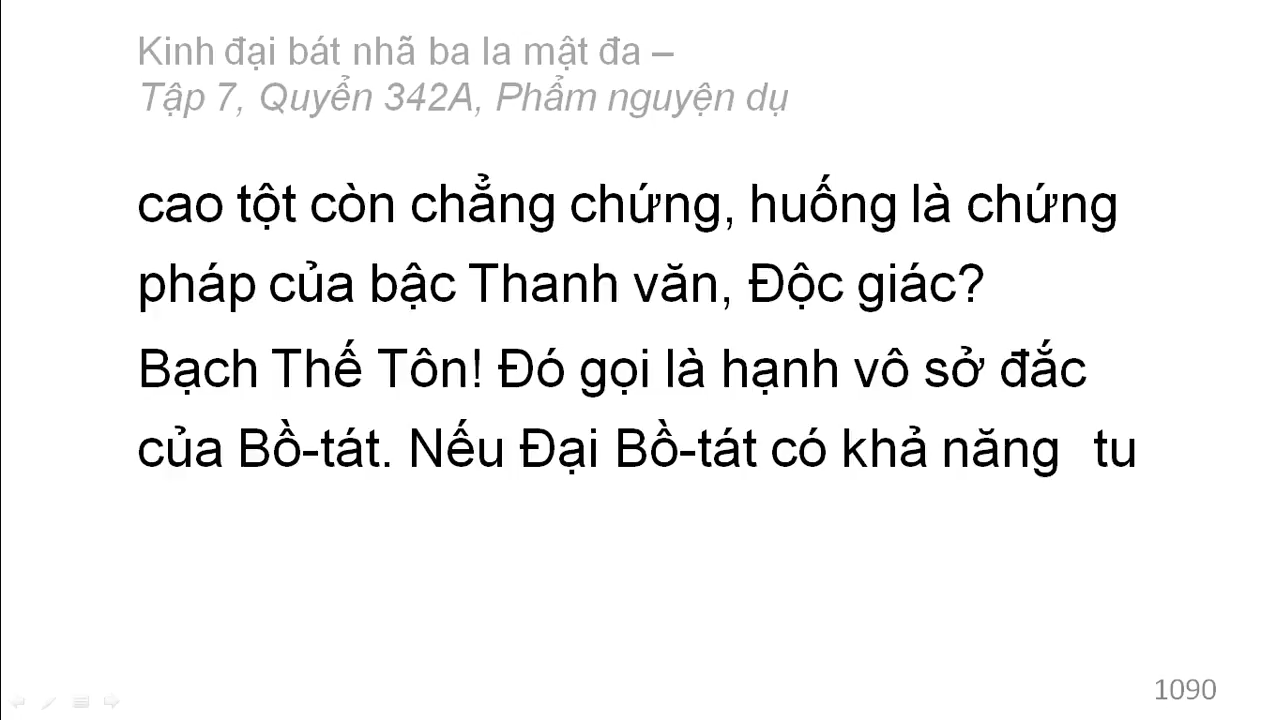 Kinh đại bát nhã ba la mật đa –
Tập 7, Quyển 342A, Phẩm nguyện dụ
cao tột còn chẳng chứng, huống là chứng
pháp của bậc Thanh văn, Độc giác?
Bạch Thế Tôn! Đó gọi là hạnh vô sở đắc
của Bồ-tát. Nếu Đại Bồ-tát có khả năng tu
1090